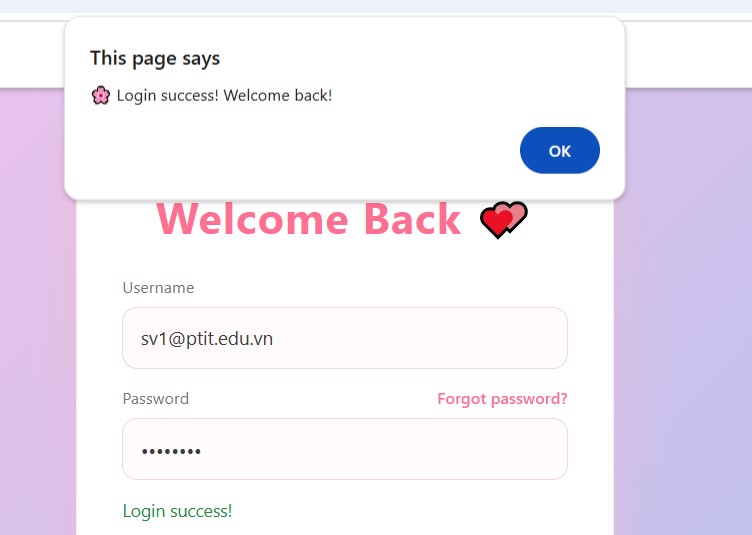 This page says
🌸 Login success! Welcome back!
OK
Welcome Back 💕
Username
sv1@ptit.edu.vn
Password
Forgot password?
••••••••
Login success!